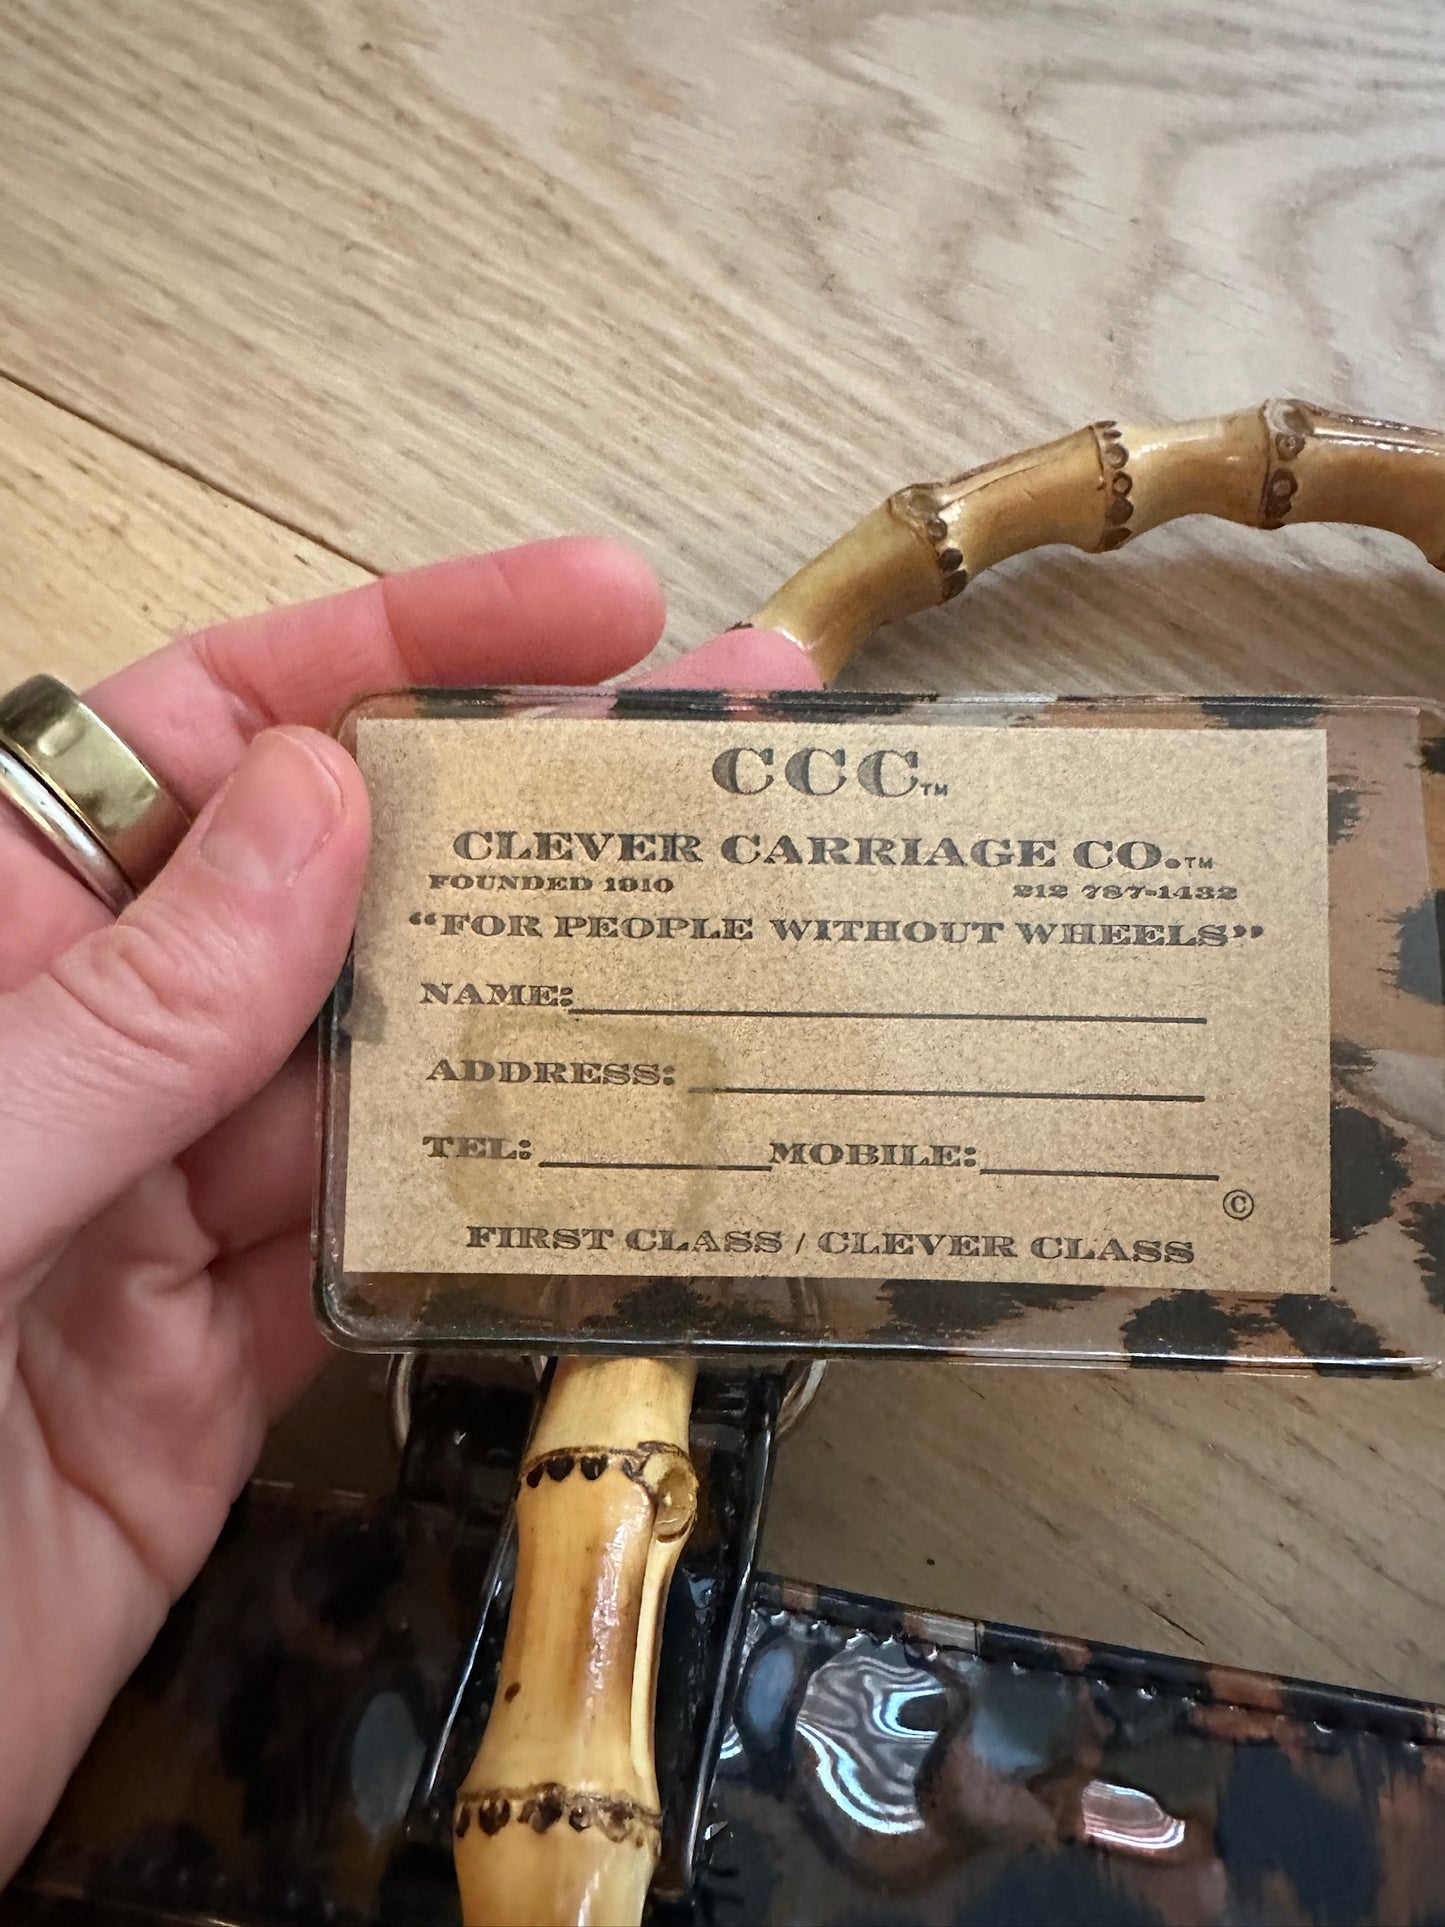 CCC™
CLEVER CARRIAGE CO.™
FOUNDED 1910 212 787-1432
“FOR PEOPLE WITHOUT WHEELS”
NAME:
ADDRESS:
TEL: MOBILE:
©
FIRST CLASS / CLEVER CLASS